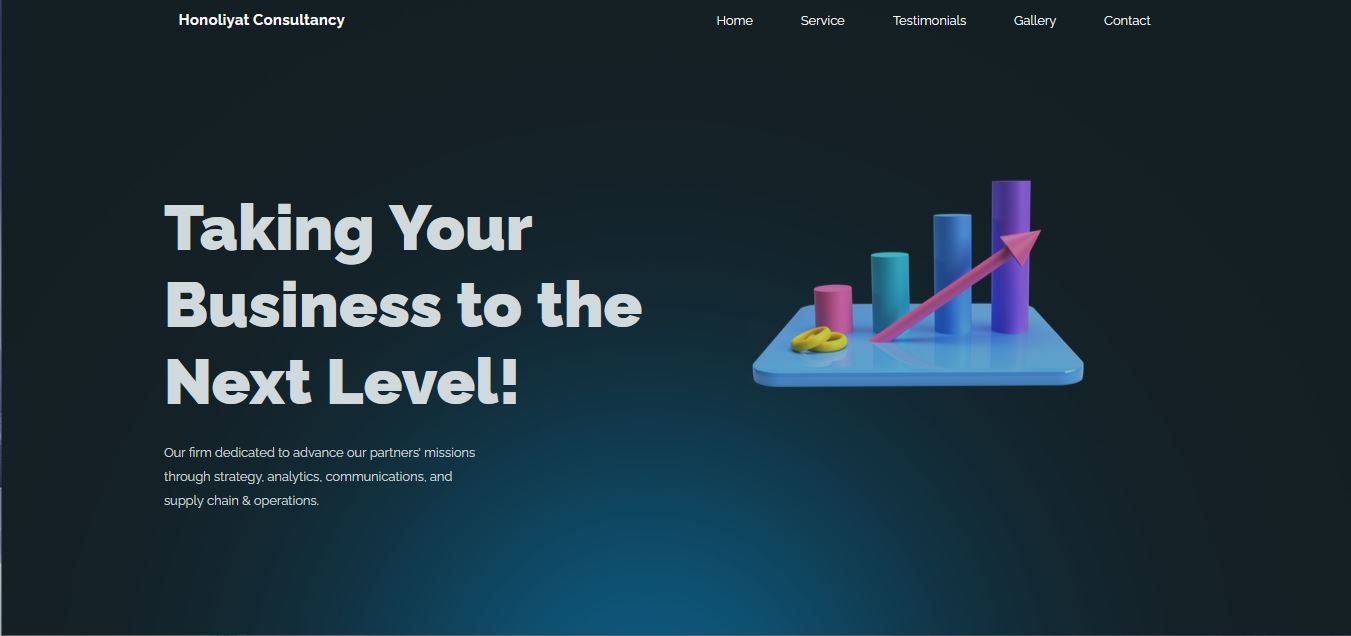 Honoliyat Consultancy
Home Service Testimonials Gallery Contact
Taking Your
Business to the
Next Level!
Our firm dedicated to advance our partners' missions
through strategy, analytics, communications, and
supply chain & operations.